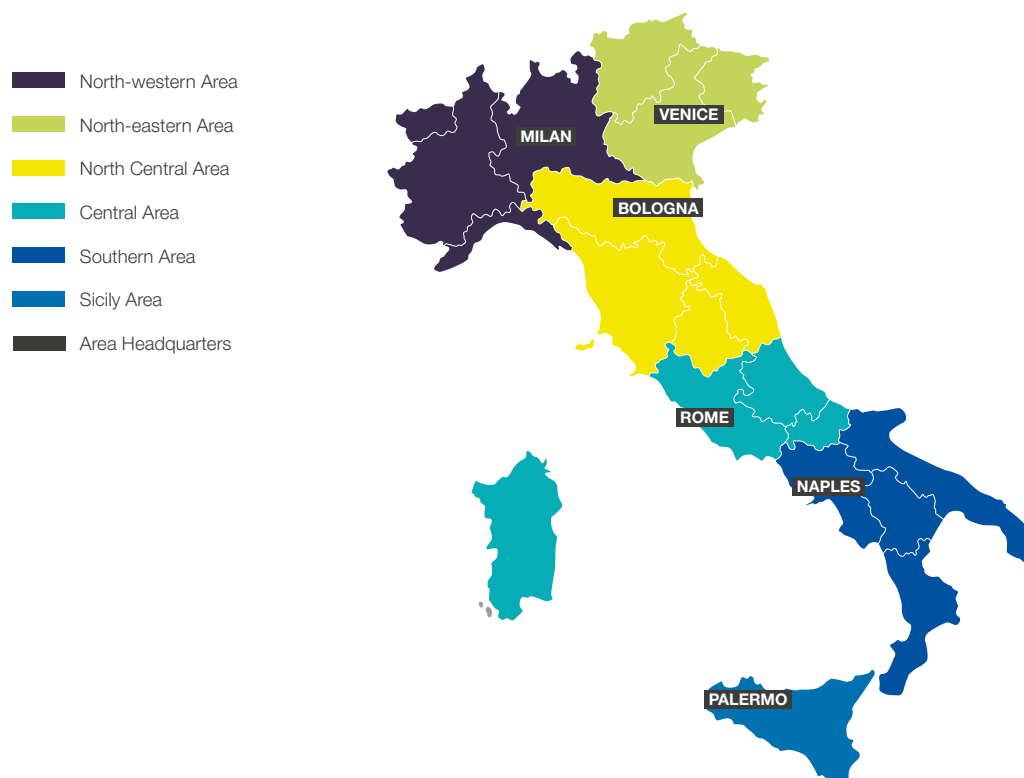 North-western Area
North-eastern Area
North Central Area
Central Area
Southern Area
Sicily Area
Area Headquarters
VENICE
MILAN
BOLOGNA
ROME
NAPLES
PALERMO